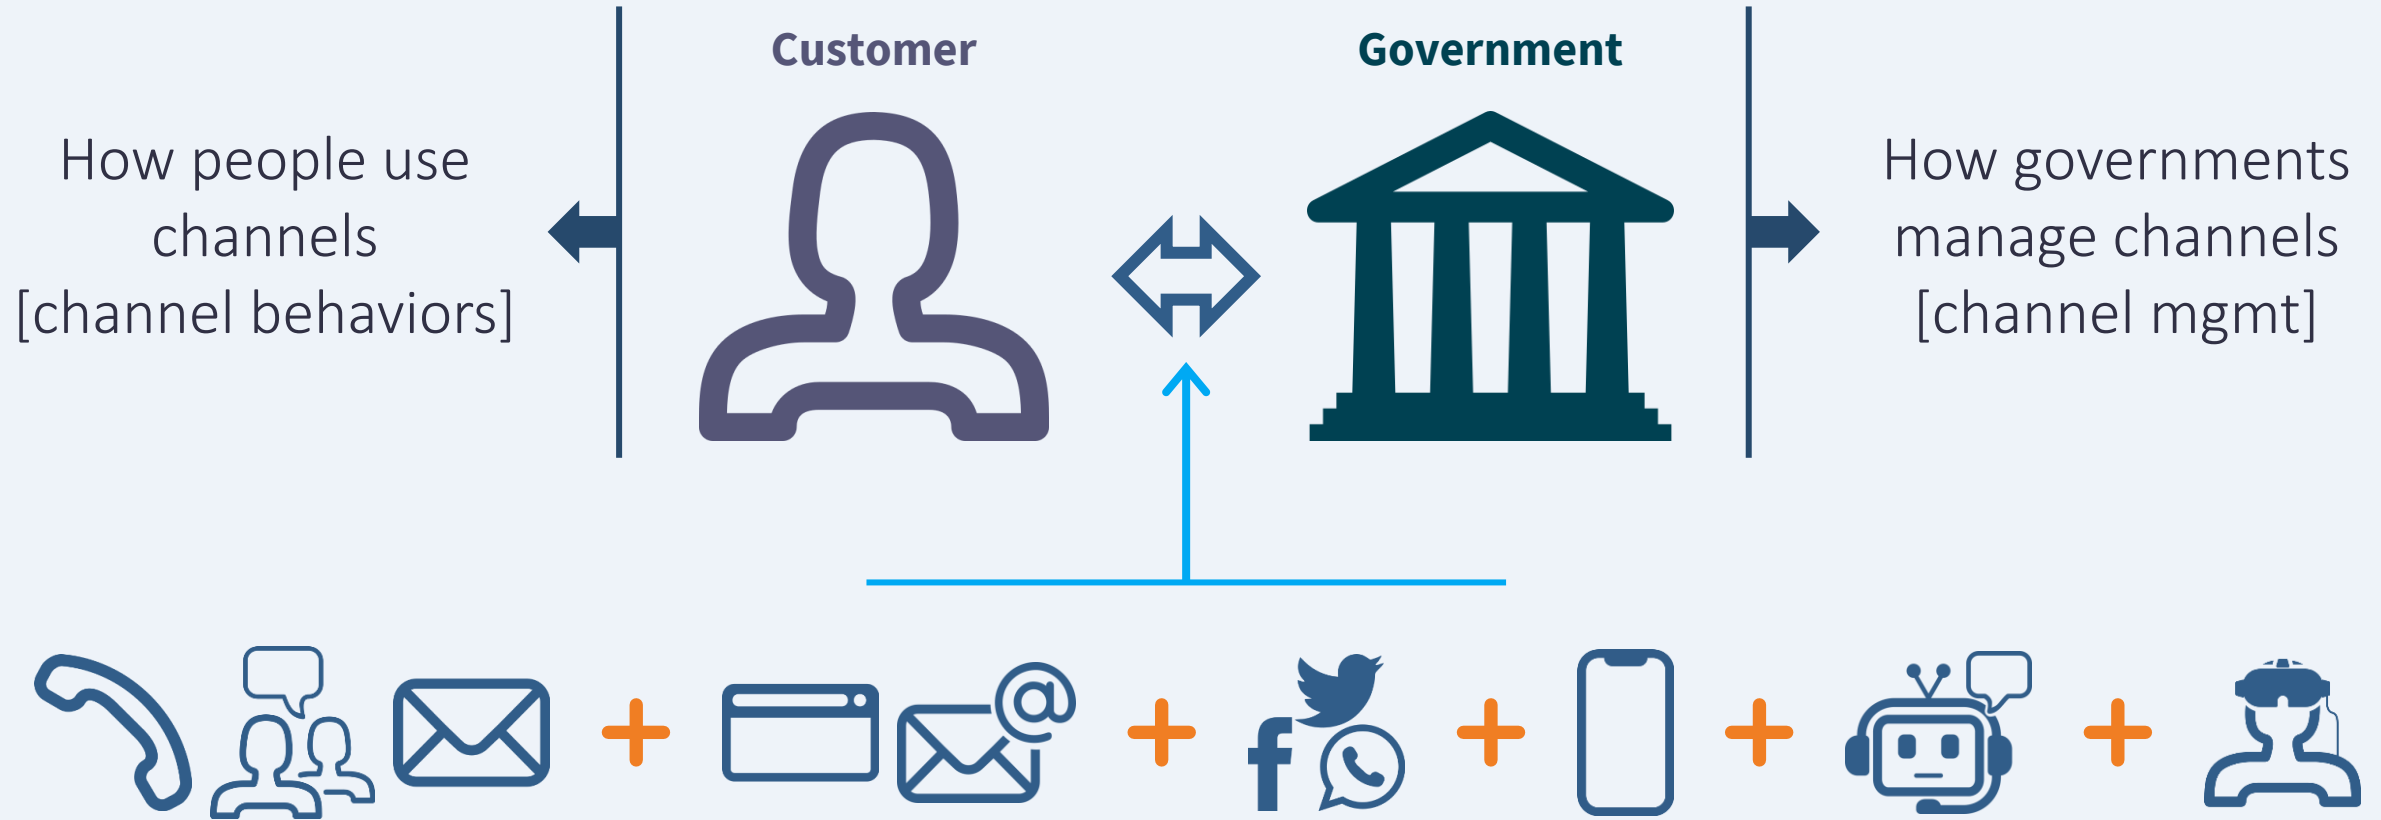 Customer
Government
How people use
channels
[channel behaviors]
How governments
manage channels
[channel mgmt]
@